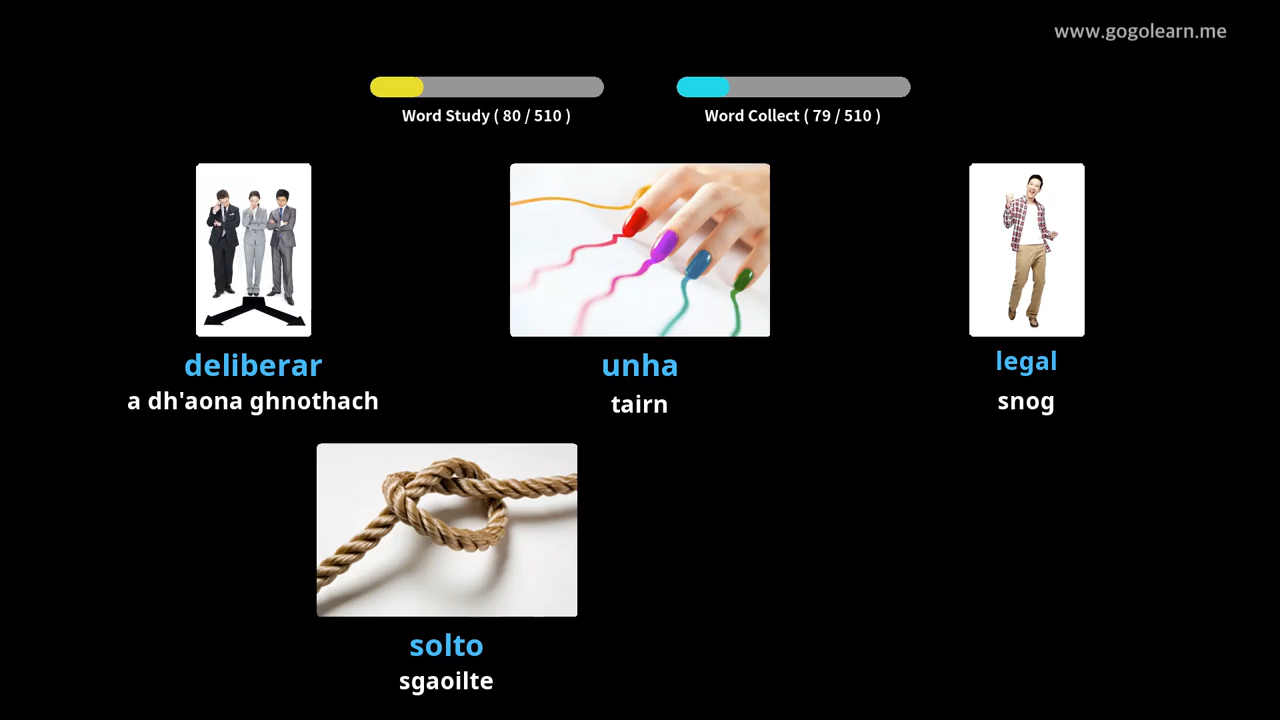 www.gogolearn.me
Word Study ( 80 / 510 )
Word Collect ( 79 / 510 )
deliberar
a dh'aona ghnothach
unha
tairn
legal
snog
solto
sgaoilte